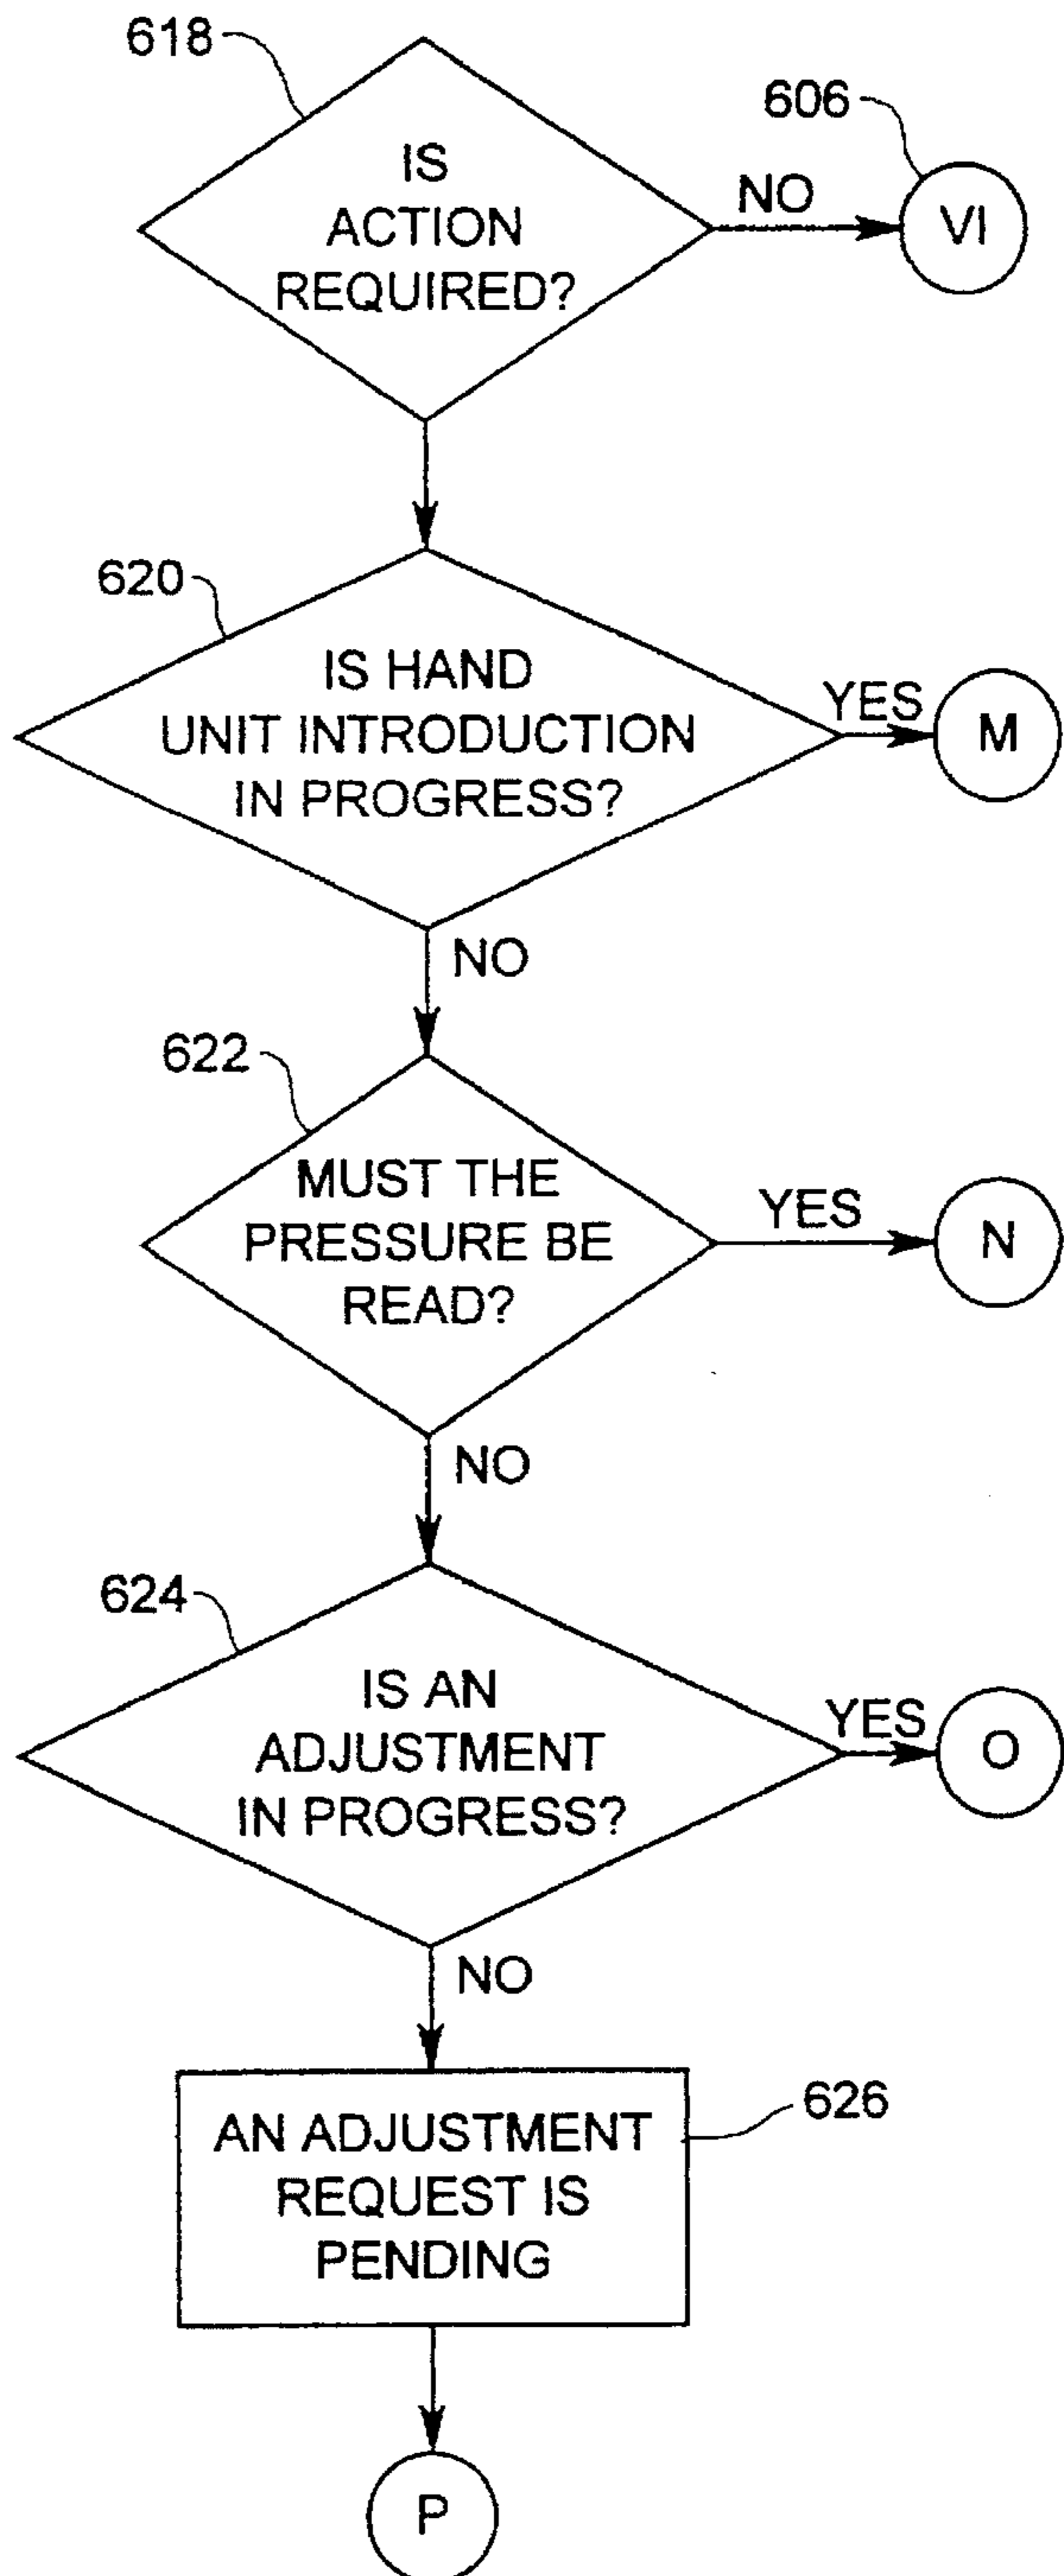 618
606
IS
ACTION
REQUIRED?
NO
VI
620
IS HAND
UNIT INTRODUCTION
IN PROGRESS?
YES
M
NO
622
MUST THE
PRESSURE BE
READ?
YES
N
NO
624
IS AN
ADJUSTMENT
IN PROGRESS?
YES
O
NO
626
AN ADJUSTMENT
REQUEST IS
PENDING
P